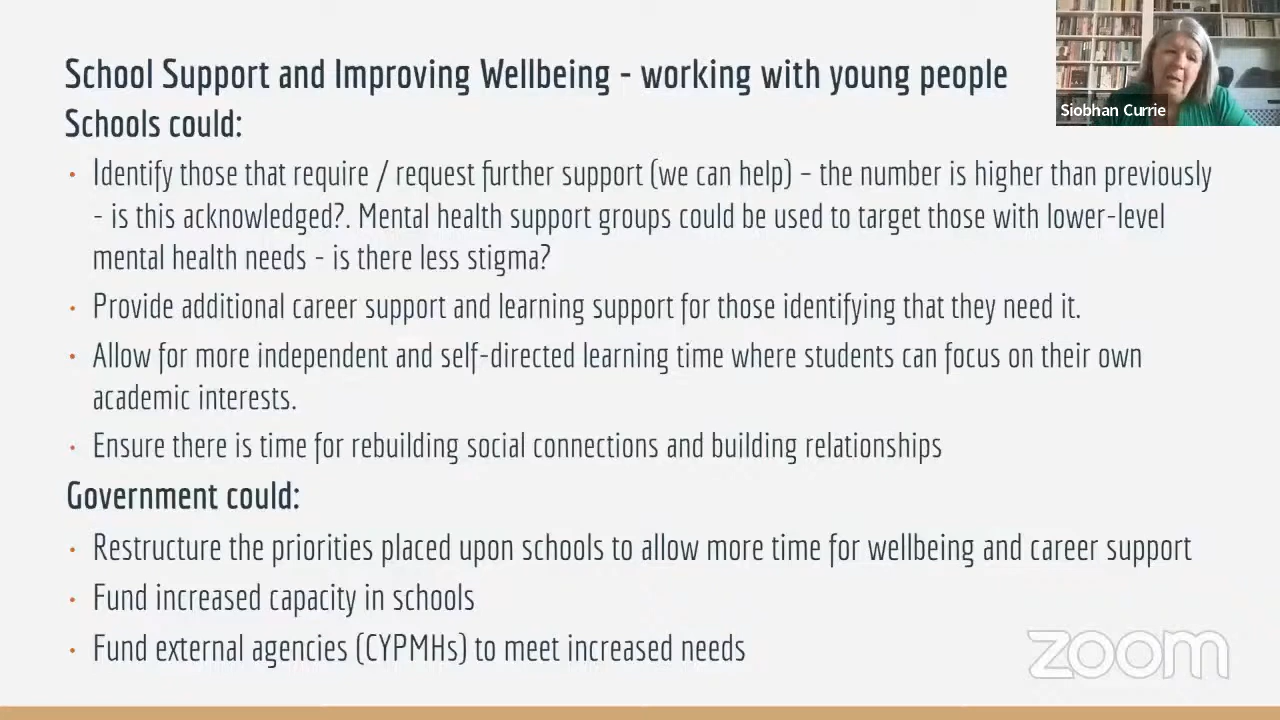 School Support and Improving Wellbeing - working with young people
Schools could:
Siobhan Currie
• Identify those that require / request further support (we can help) – the number is higher than previously
- is this acknowledged?. Mental health support groups could be used to target those with lower-level
mental health needs - is there less stigma?
• Provide additional career support and learning support for those identifying that they need it.
• Allow for more independent and self-directed learning time where students can focus on their own
academic interests.
• Ensure there is time for rebuilding social connections and building relationships
Government could:
• Restructure the priorities placed upon schools to allow more time for wellbeing and career support
• Fund increased capacity in schools
• Fund external agencies (CYPMHs) to meet increased needs
zoom